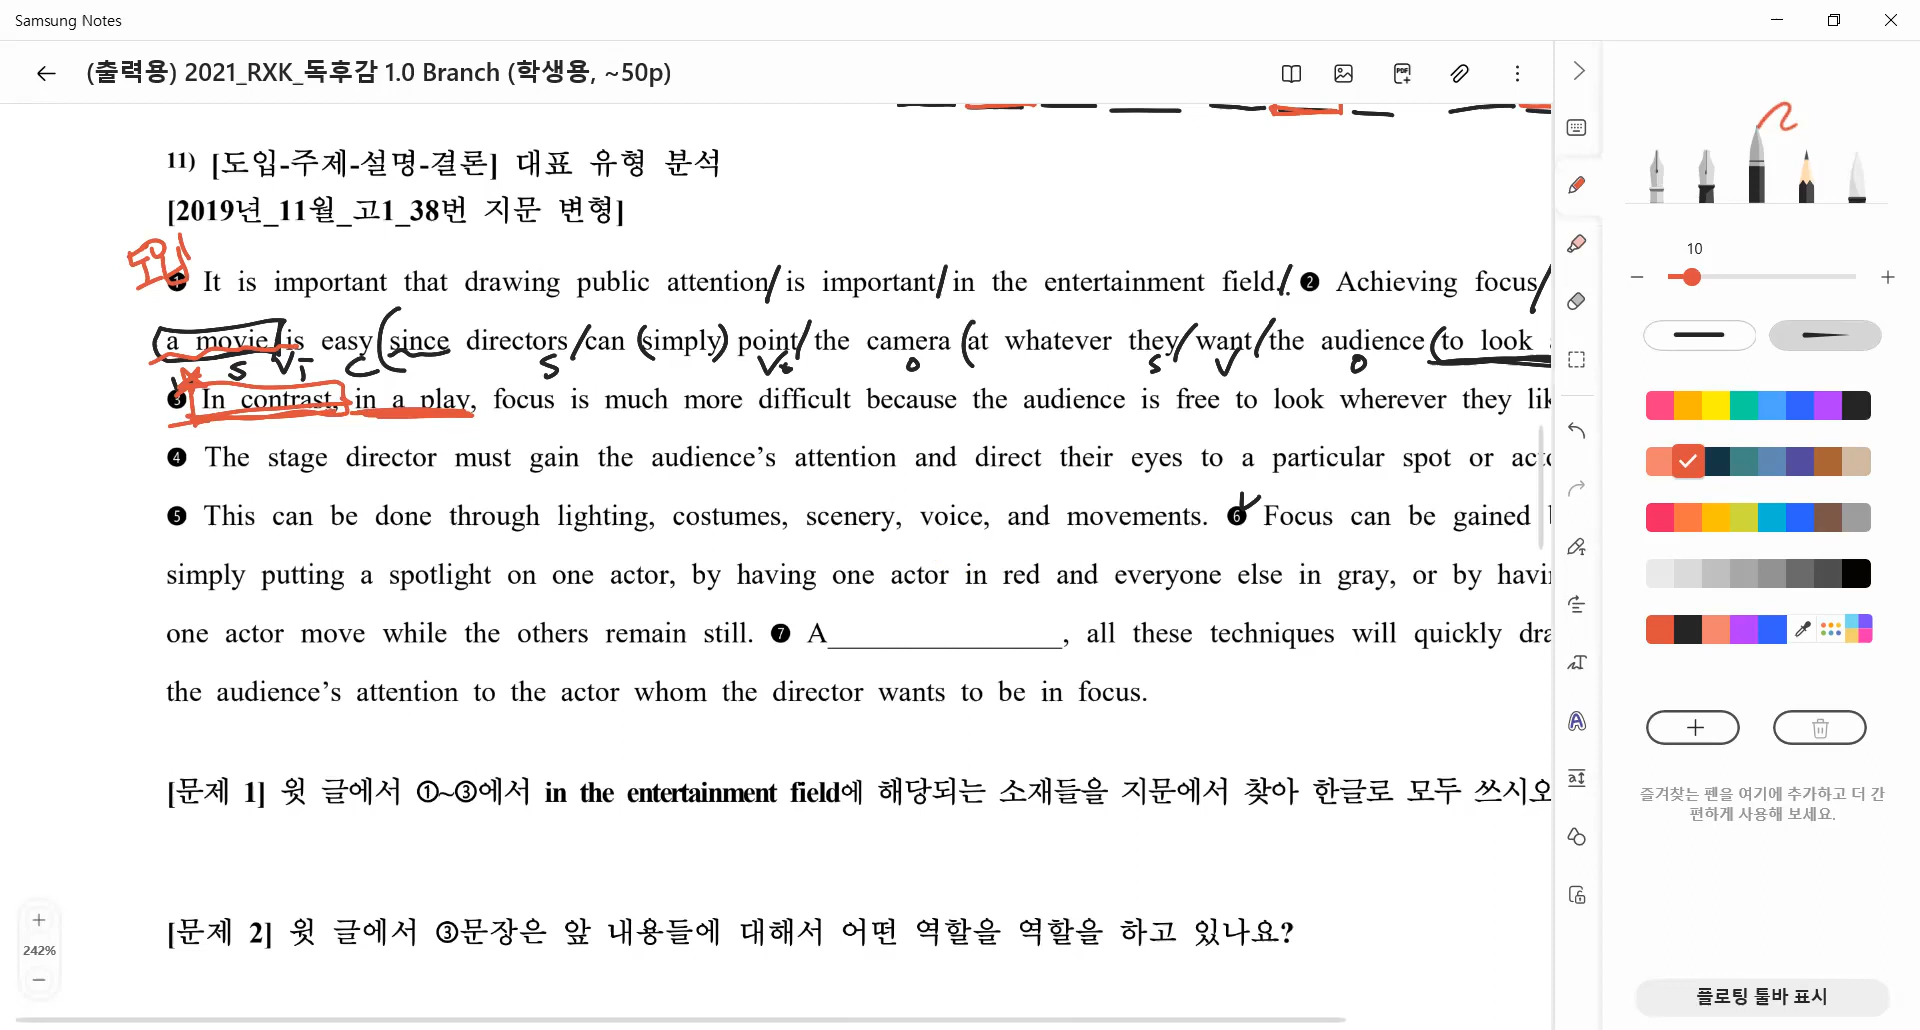 Samsung Notes
(출력용) 2021_RXK_독후감 1.0 Branch (학생용, ~50p)
11) [도입-주제-설명-결론] 대표 유형 분석
[2019년_11월_고1_38번 지문 변형]
도입
❶ It is important that drawing public attention / is important / in the entertainment field. ❷ Achieving focus /
a movie is easy (since directors / can (simply) point / the camera (at whatever they / want / the audience (to look
S V C S V O S V O
❸ In contrast, in a play, focus is much more difficult because the audience is free to look wherever they
❹ The stage director must gain the audience’s attention and direct their eyes to a particular spot or
❺ This can be done through lighting, costumes, scenery, voice, and movements. ❻ Focus can be gained
simply putting a spotlight on one actor, by having one actor in red and everyone else in gray, or by
one actor move while the others remain still. ❼ A________________, all these techniques will quickly
the audience’s attention to the actor whom the director wants to be in focus.
[문제 1] 윗 글에서 ①~③에서 in the entertainment field에 해당되는 소재들을 지문에서 찾아 한글로 모두 쓰시오
[문제 2] 윗 글에서 ③문장은 앞 내용들에 대해서 어떤 역할을 역할을 하고 있나요?
242%
10
즐겨찾는 펜을 여기에 추가하고 더 간
편하게 사용해 보세요.
플로팅 툴바 표시